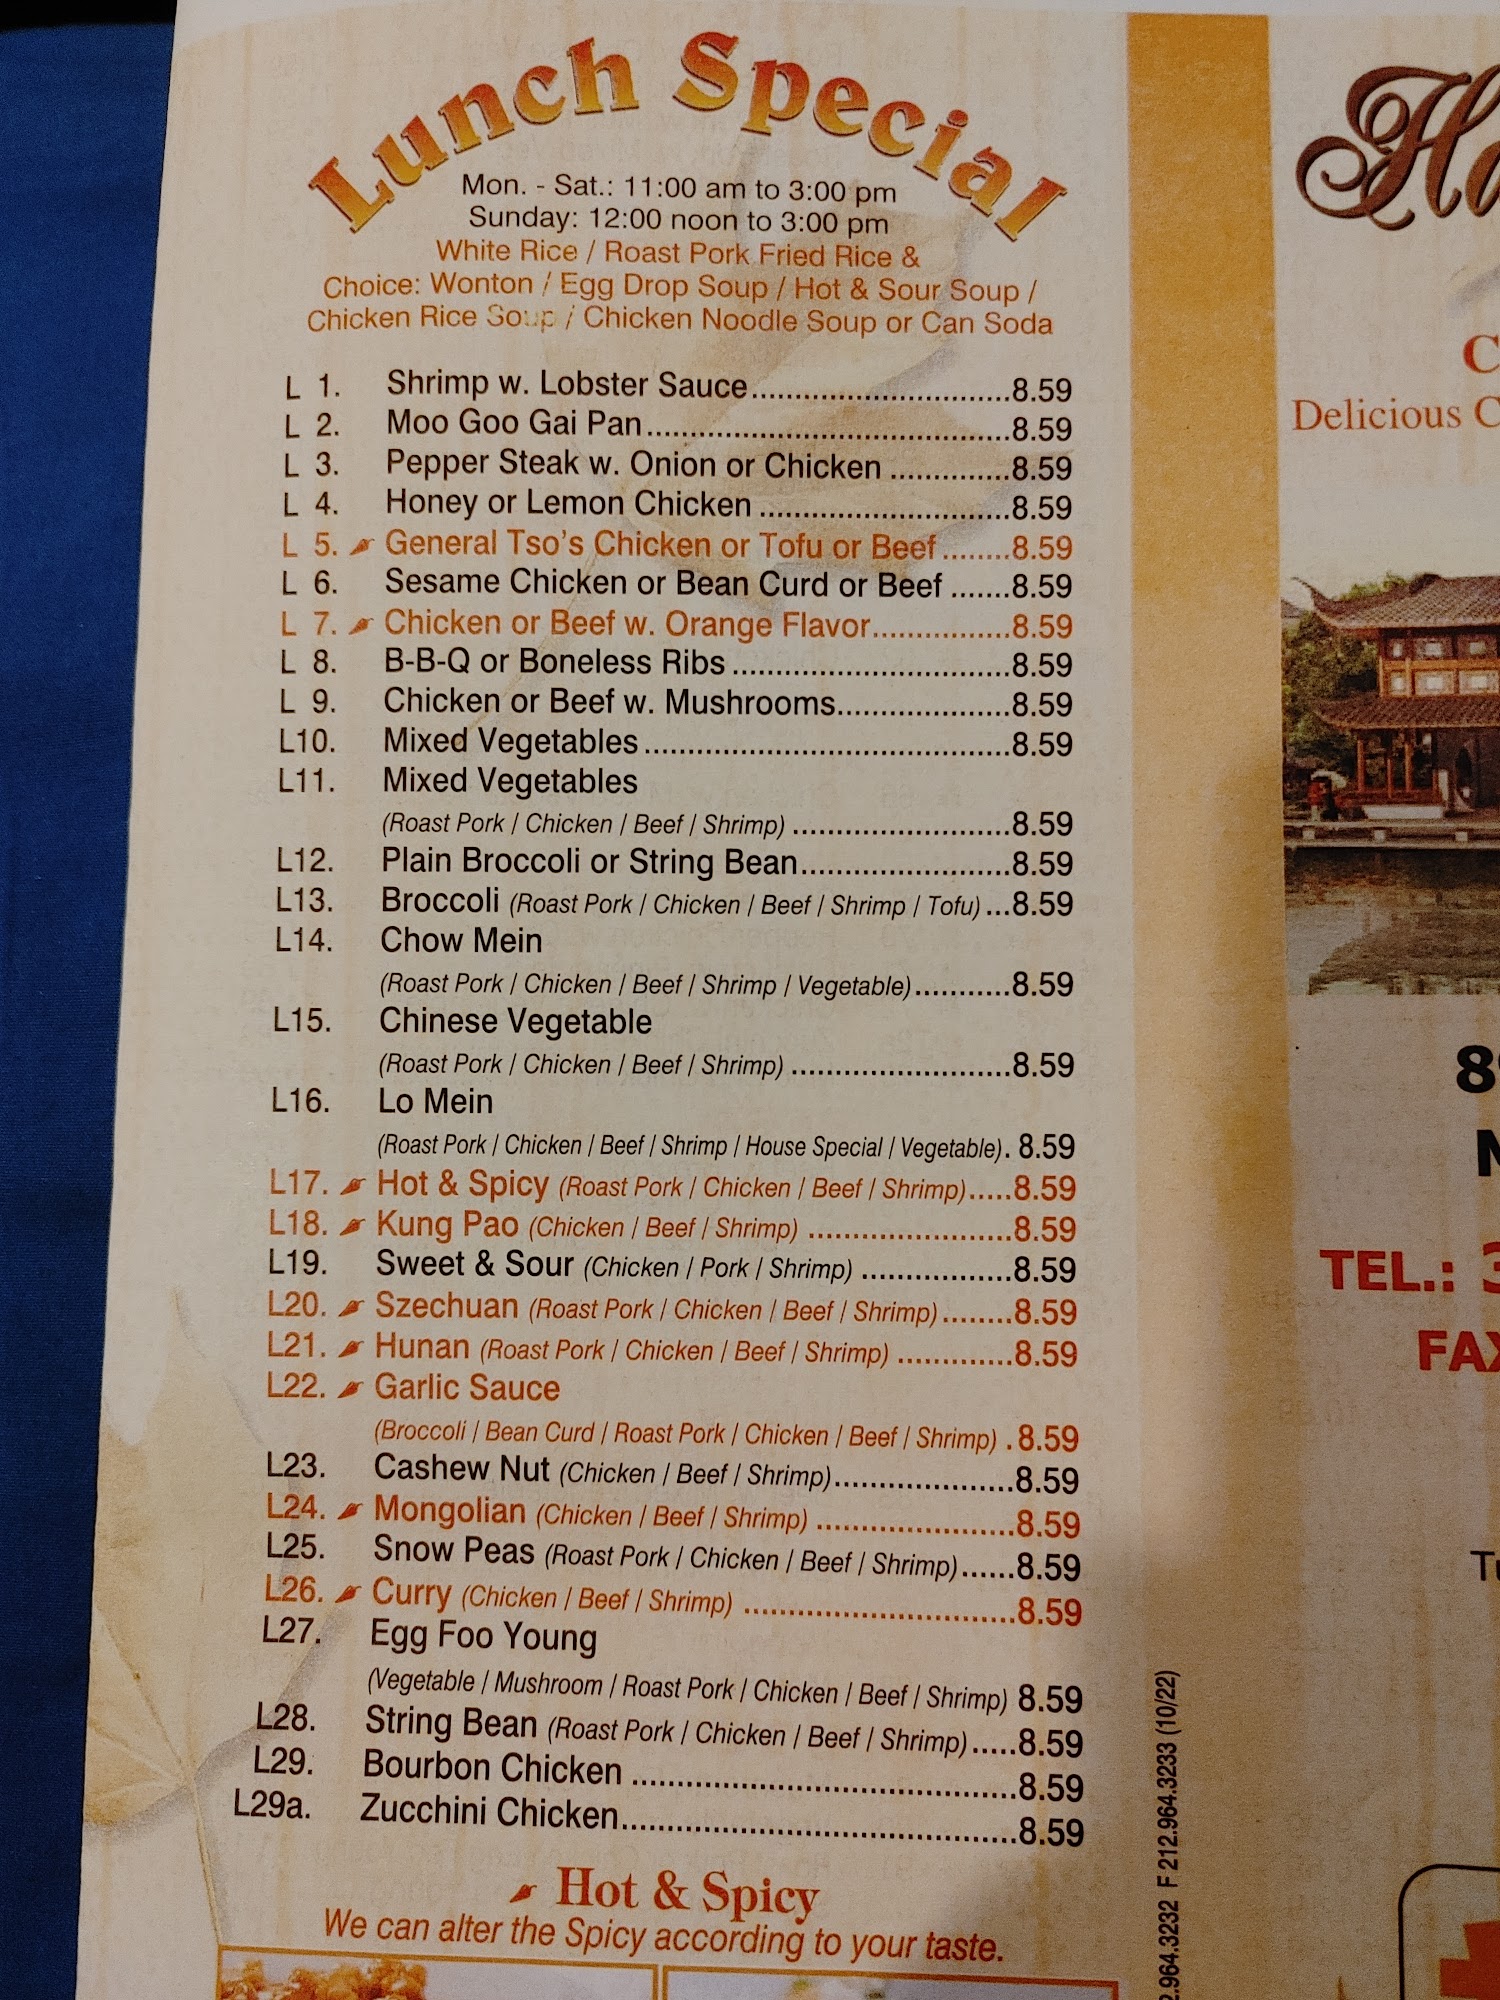 Lunch Special
Mon. - Sat.: 11:00 am to 3:00 pm
Sunday: 12:00 noon to 3:00 pm
White Rice / Roast Pork Fried Rice &
Choice: Wonton / Egg Drop Soup / Hot & Sour Soup /
Chicken Rice Soup / Chicken Noodle Soup or Can Soda
L 1. Shrimp w. Lobster Sauce..............................8.59
L 2. Moo Goo Gai Pan..........................................8.59
L 3. Pepper Steak w. Onion or Chicken ..............8.59
L 4. Honey or Lemon Chicken .............................8.59
L 5. General Tso's Chicken or Tofu or Beef........8.59
L 6. Sesame Chicken or Bean Curd or Beef .......8.59
L 7. Chicken or Beef w. Orange Flavor................8.59
L 8. B-B-Q or Boneless Ribs ................................8.59
L 9. Chicken or Beef w. Mushrooms....................8.59
L10. Mixed Vegetables ..........................................8.59
L11. Mixed Vegetables
(Roast Pork / Chicken / Beef / Shrimp) .........................8.59
L12. Plain Broccoli or String Bean........................8.59
L13. Broccoli (Roast Pork / Chicken / Beef / Shrimp / Tofu) ...8.59
L14. Chow Mein
(Roast Pork / Chicken / Beef / Shrimp / Vegetable)...........8.59
L15. Chinese Vegetable
(Roast Pork / Chicken / Beef / Shrimp) .........................8.59
L16. Lo Mein
(Roast Pork / Chicken / Beef / Shrimp / House Special / Vegetable). 8.59
L17. Hot & Spicy (Roast Pork / Chicken / Beef / Shrimp).....8.59
L18. Kung Pao (Chicken / Beef / Shrimp) .......................8.59
L19. Sweet & Sour (Chicken / Pork / Shrimp) .................8.59
L20. Szechuan (Roast Pork / Chicken / Beef / Shrimp)........8.59
L21. Hunan (Roast Pork / Chicken / Beef / Shrimp) .............8.59
L22. Garlic Sauce
(Broccoli / Bean Curd / Roast Pork / Chicken / Beef / Shrimp) . 8.59
L23. Cashew Nut (Chicken / Beef / Shrimp).....................8.59
L24. Mongolian (Chicken / Beef / Shrimp) .......................8.59
L25. Snow Peas (Roast Pork / Chicken / Beef / Shrimp)......8.59
L26. Curry (Chicken / Beef / Shrimp) ...............................8.59
L27. Egg Foo Young
(Vegetable / Mushroom / Roast Pork / Chicken / Beef / Shrimp) 8.59
L28. String Bean (Roast Pork / Chicken / Beef / Shrimp).....8.59
L29. Bourbon Chicken ..........................................8.59
L29a. Zucchini Chicken...........................................8.59
Hot & Spicy
We can alter the Spicy according to your taste.
.964.3232 F 212.964.3233 (10/22)
Delicious
TEL.: 3
FAX